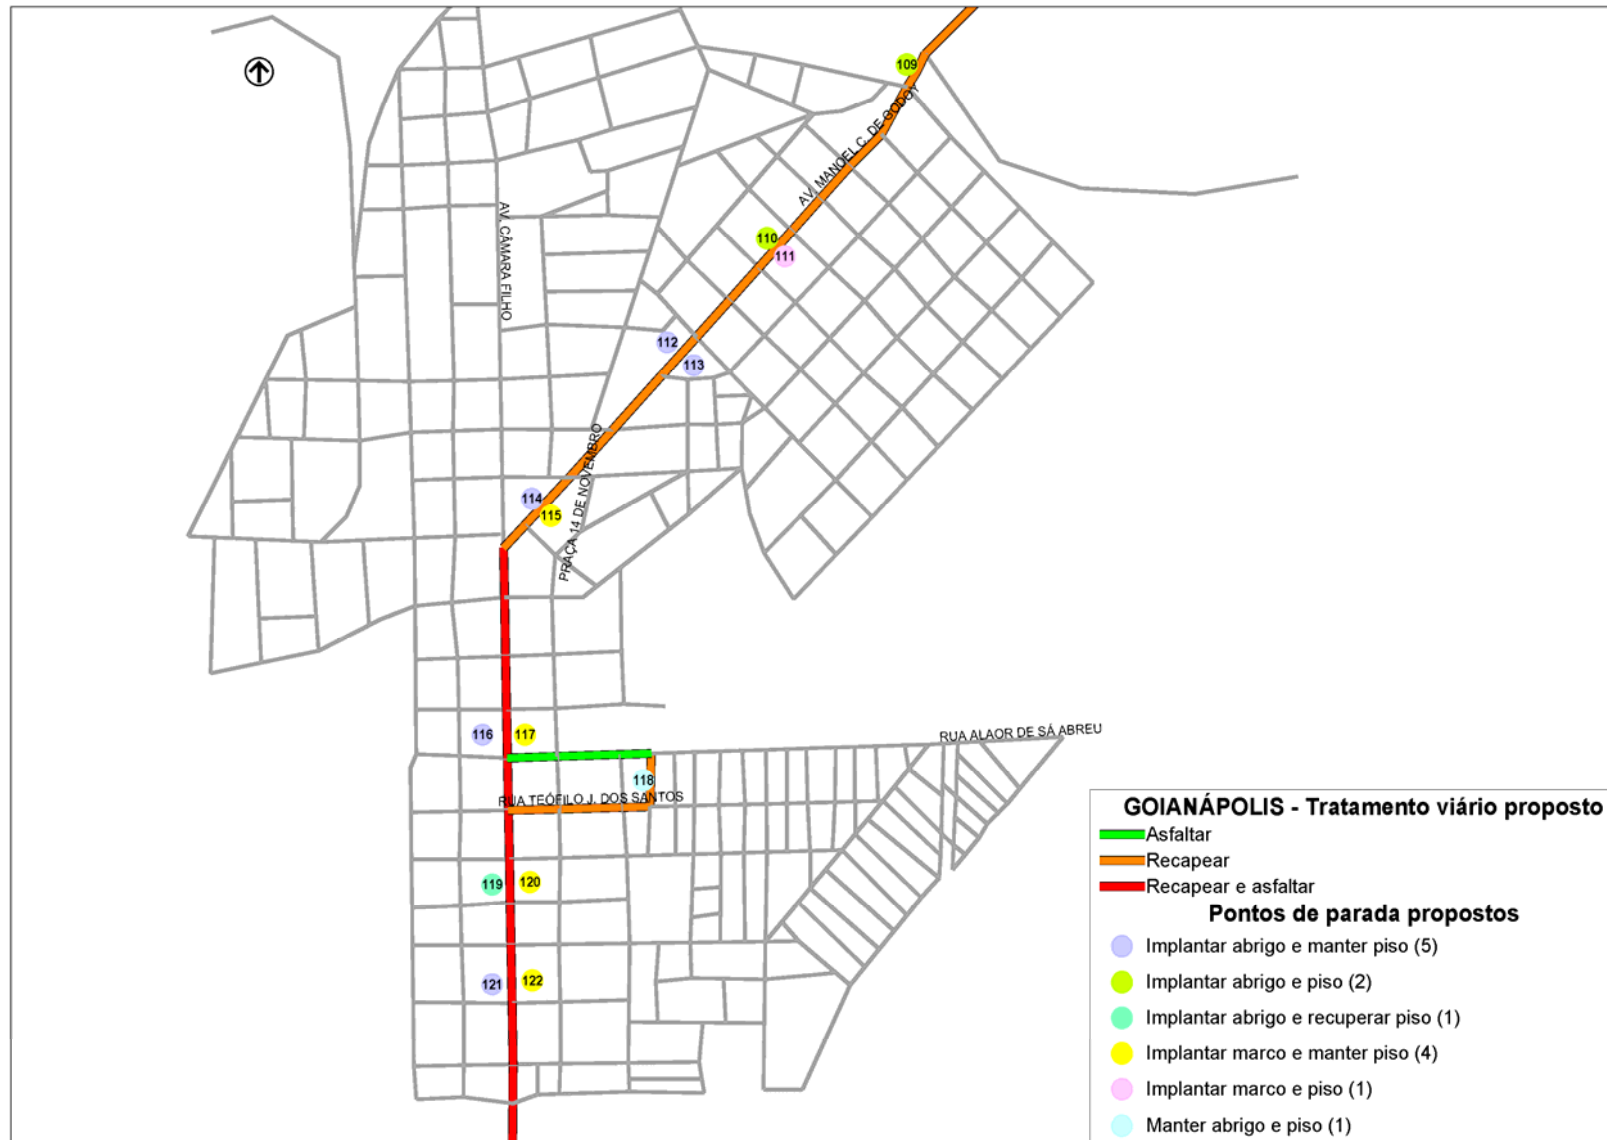 109
AV. MANOEL C. DE GODOY
110
111
AV. CÂMARA FILHO
112
113
114
115
PRAÇA 14 DE NOVEMBRO
116
117
RUA ALAOR DE SÁ ABREU
118
RUA TEÓFILO J. DOS SANTOS
119
120
121
122
GOIANÁPOLIS - Tratamento viário proposto
Asfaltar
Recapear
Recapear e asfaltar
Pontos de parada propostos
Implantar abrigo e manter piso (5)
Implantar abrigo e piso (2)
Implantar abrigo e recuperar piso (1)
Implantar marco e manter piso (4)
Implantar marco e piso (1)
Manter abrigo e piso (1)